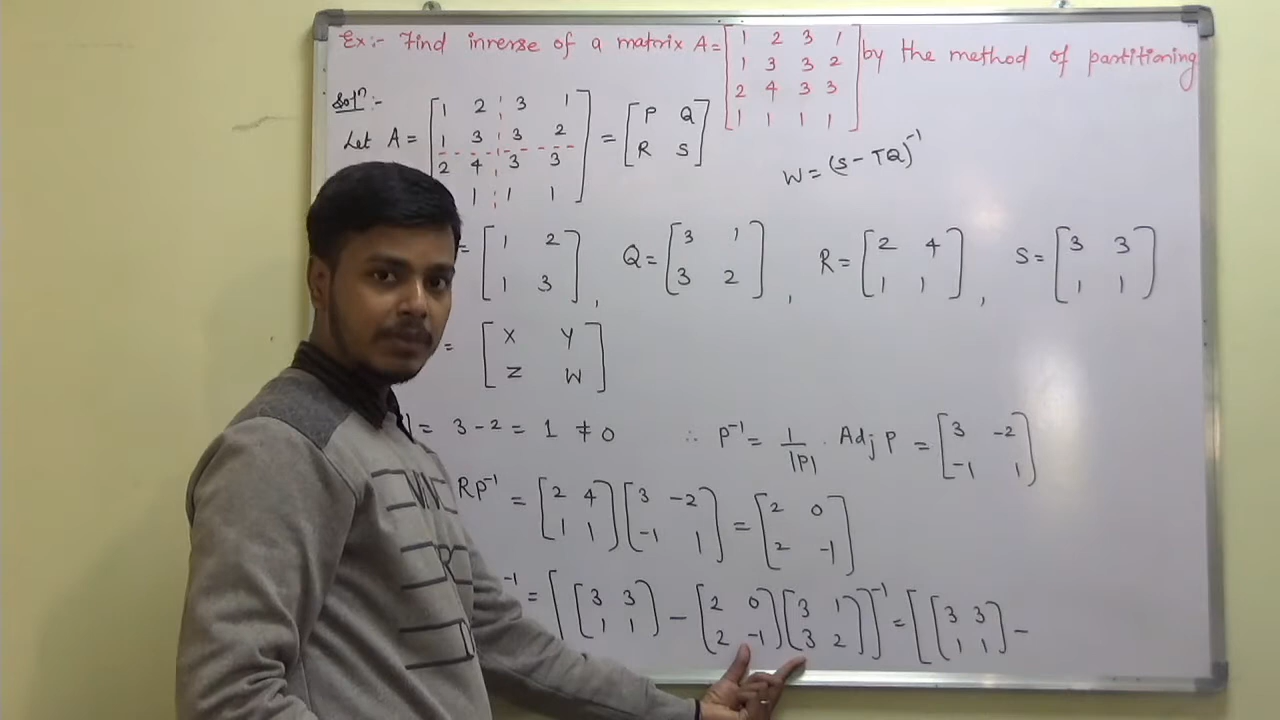 Ex:- Find inverse of a matrix A = [1 2 3 1; 1 3 3 2; 2 4 3 3; 1 1 1 1] by the method of partitioning
Solⁿ:-
Let A = [1 2 3 1; 1 3 3 2; 2 4 3 3; 1 1 1] = [P Q; R S]
W = (S - TQ)⁻¹
= [1 2; 1 3], Q = [3 1; 3 2], R = [2 4; 1 1], S = [3 3; 1 1]
= [X Y; Z W]
= 3 - 2 = 1 ≠ 0 ∴ P⁻¹ = 1/|P| · Adj P = [3 -2; -1 1]
RP⁻¹ = [2 4; 1 1][3 -2; -1 1] = [2 0; 2 -1]
⁻¹ = [[3 3; 1 1] - [2 0; 2 -1][3 1; 3 2]]⁻¹ = [[3 3; 1 1] -